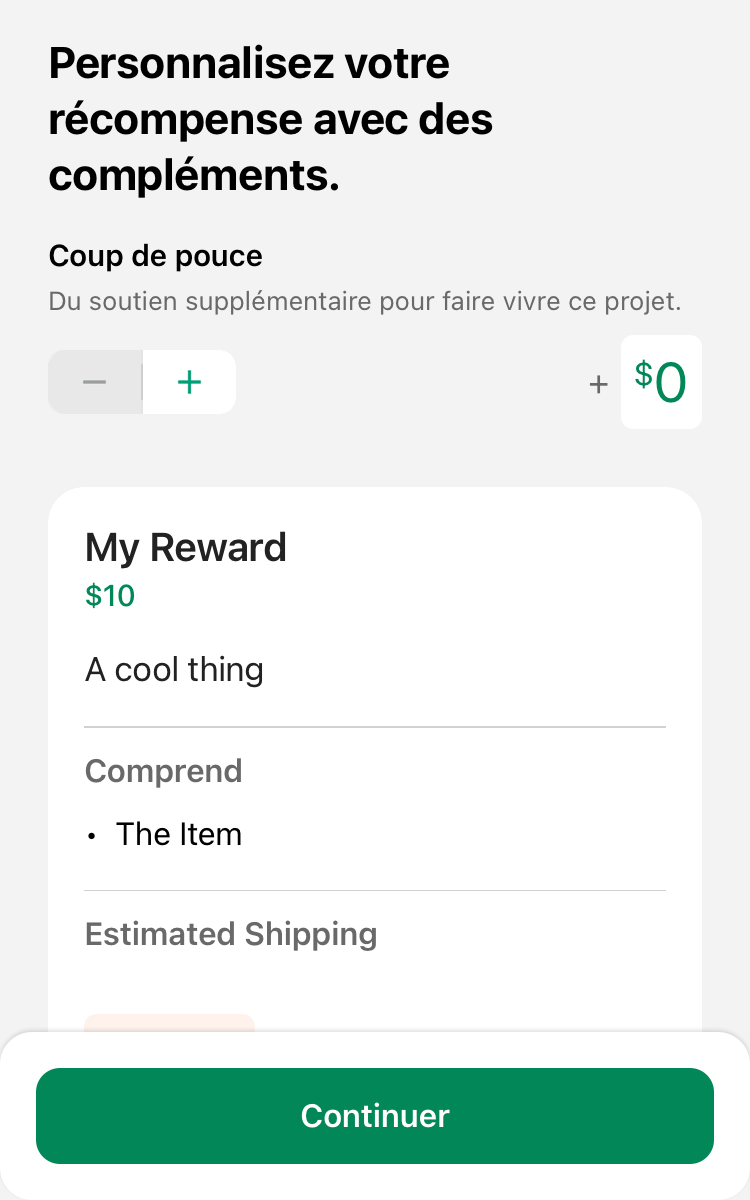 Personnalisez votre
récompense avec des
compléments.
Coup de pouce
Du soutien supplémentaire pour faire vivre ce projet.
− + + $0
My Reward
$10
A cool thing
Comprend
• The Item
Estimated Shipping
Continuer